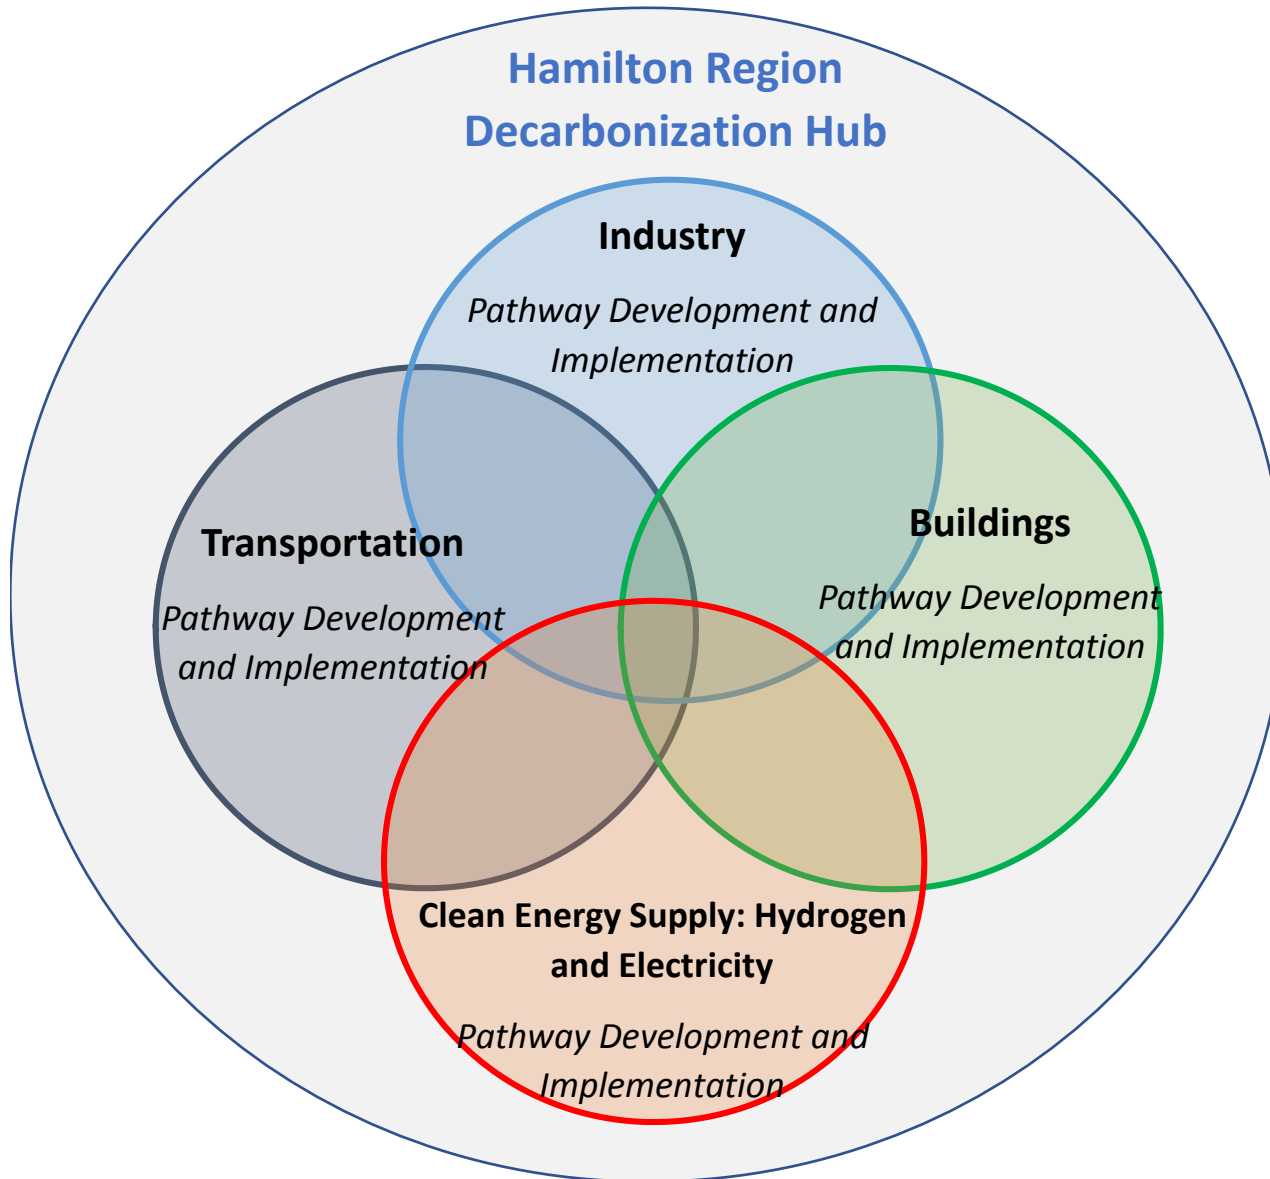 Hamilton Region
Decarbonization Hub
Industry
Pathway Development and
Implementation
Transportation
Pathway Development
and Implementation
Buildings
Pathway Development
and Implementation
Clean Energy Supply: Hydrogen
and Electricity
Pathway Development and
Implementation